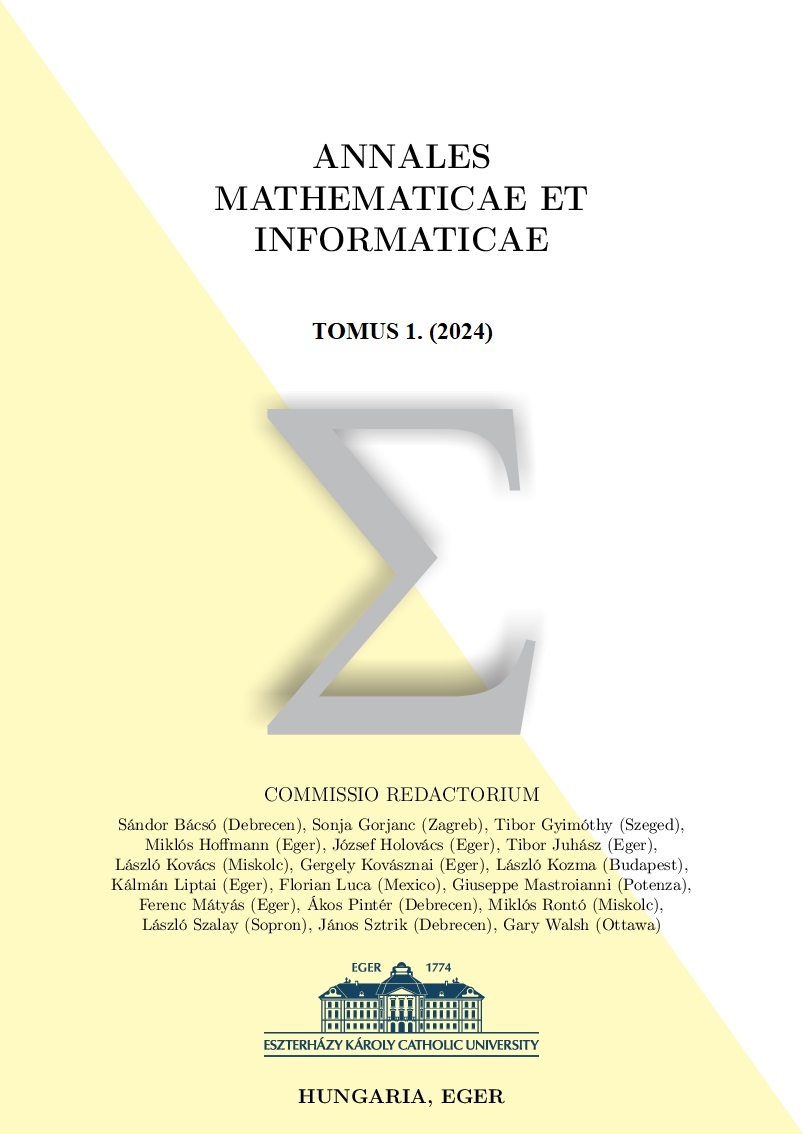 ANNALES
MATHEMATICAE ET
INFORMATICAE
TOMUS 1. (2024)
Σ
COMMISSIO REDACTORIUM
Sándor Bácsó (Debrecen), Sonja Gorjanc (Zagreb), Tibor Gyimóthy (Szeged),
Miklós Hoffmann (Eger), József Holovács (Eger), Tibor Juhász (Eger),
László Kovács (Miskolc), Gergely Kovásznai (Eger), László Kozma (Budapest),
Kálmán Liptai (Eger), Florian Luca (Mexico), Giuseppe Mastroianni (Potenza),
Ferenc Mátyás (Eger), Ákos Pintér (Debrecen), Miklós Rontó (Miskolc),
László Szalay (Sopron), János Sztrik (Debrecen), Gary Walsh (Ottawa)
EGER 1774
ESZTERHÁZY KÁROLY CATHOLIC UNIVERSITY
HUNGARIA, EGER